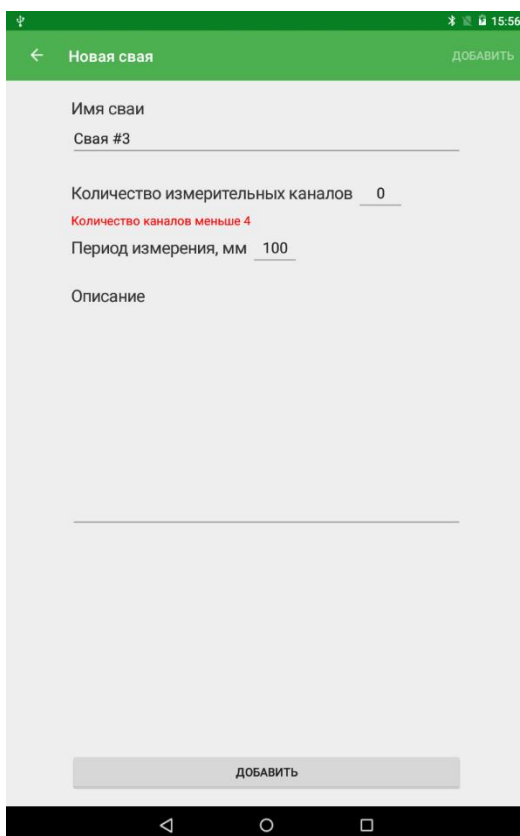 15:56
Новая свая
ДОБАВИТЬ
Имя сваи
Свая #3
Количество измерительных каналов 0
Количество каналов меньше 4
Период измерения, мм 100
Описание
ДОБАВИТЬ